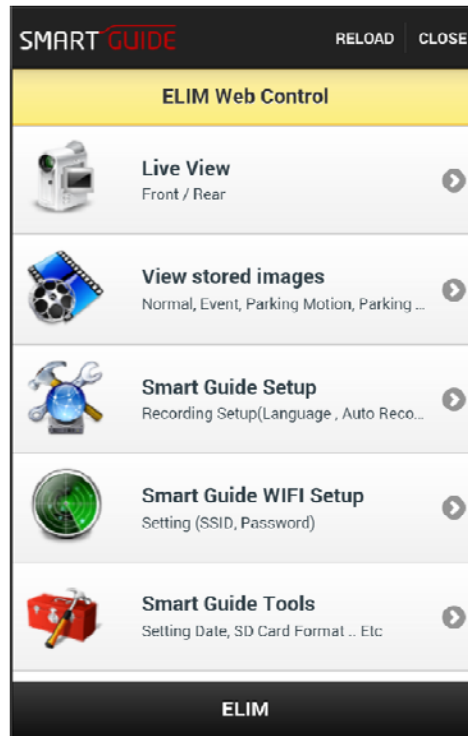 SMART GUIDE RELOAD CLOSE
ELIM Web Control
Live View
Front / Rear
View stored images
Normal, Event, Parking Motion, Parking ...
Smart Guide Setup
Recording Setup(Language , Auto Reco...
Smart Guide WIFI Setup
Setting (SSID, Password)
Smart Guide Tools
Setting Date, SD Card Format .. Etc
ELIM